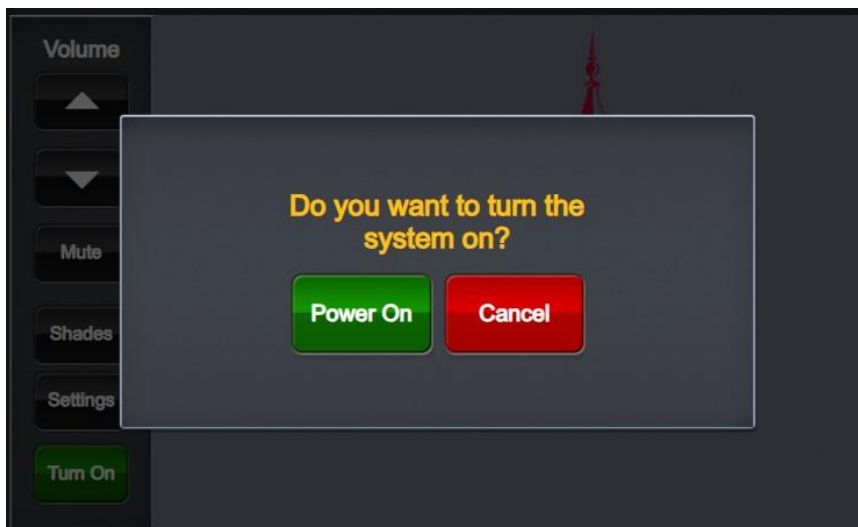 Volume
Mute
Shades
Settings
Turn On
Do you want to turn the
system on?
Power On
Cancel